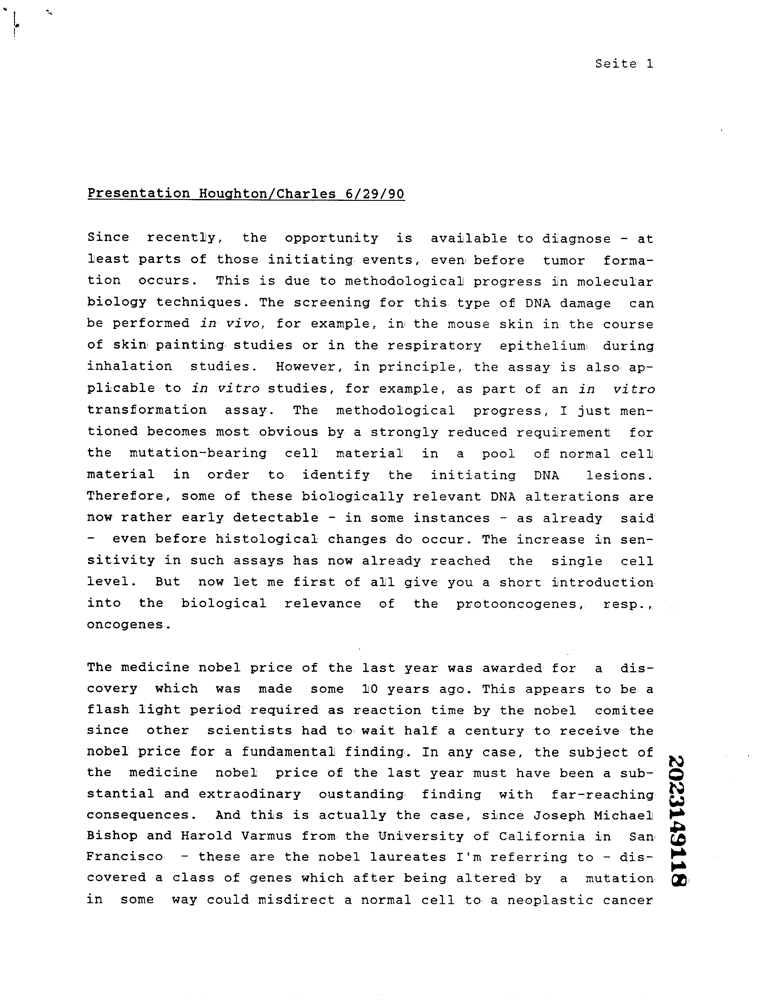 Seite 1
Presentation Houghton/Charles 6/29/90
Since recently, the opportunity is available to diagnose - at
least parts of those initiating events, even before tumor forma-
tion occurs. This is due to methodological progress in molecular
biology techniques. The screening for this type of DNA damage can
be performed in vivo, for example, in the mouse skin in the course
of skin painting studies or in the respiratory epithelium during
inhalation studies. However, in principle, the assay is also ap-
plicable to in vitro studies, for example, as part of an in vitro
transformation assay. The methodological progress, I just men-
tioned becomes most obvious by a strongly reduced requirement for
the mutation-bearing cell material in a pool of normal cell
material in order to identify the initiating DNA lesions.
Therefore, some of these biologically relevant DNA alterations are
now rather early detectable - in some instances - as already said
- even before histological changes do occur. The increase in sen-
sitivity in such assays has now already reached the single cell
level. But now let me first of all give you a short introduction
into the biological relevance of the protooncogenes, resp.,
oncogenes.
The medicine nobel price of the last year was awarded for a dis-
covery which was made some 10 years ago. This appears to be a
flash light period required as reaction time by the nobel comitee
since other scientists had to wait half a century to receive the
nobel price for a fundamental finding. In any case, the subject of
the medicine nobel price of the last year must have been a sub-
stantial and extraodinary oustanding finding with far-reaching
consequences. And this is actually the case, since Joseph Michael
Bishop and Harold Varmus from the University of California in San
Francisco - these are the nobel laureates I'm referring to - dis-
covered a class of genes which after being altered by a mutation
in some way could misdirect a normal cell to a neoplastic cancer
2023149118